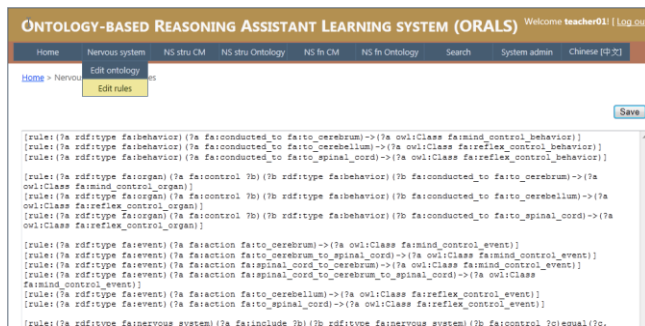 ONTOLOGY-BASED REASONING ASSISTANT LEARNING SYSTEM (ORALS) Welcome teacher01! [ Log ou
Home Nervous system NS stru CM NS stru Ontology NS fn CM NS fn Ontology Search System admin Chinese [中文]
Edit ontology
Home > Nervou es
Edit rules
Save
[rule:(?a rdf:type fa:behavior)(?a fa:conducted_to fa:to_cerebrum)->(?a owl:Class fa:mind_control_behavior)]
[rule:(?a rdf:type fa:behavior)(?a fa:conducted_to fa:to_cerebellum)->(?a owl:Class fa:reflex_control_behavior)]
[rule:(?a rdf:type fa:behavior)(?a fa:conducted_to fa:to_spinal_cord)->(?a owl:Class fa:reflex_control_behavior)]
[rule:(?a rdf:type fa:organ)(?a fa:control ?b)(?b rdf:type fa:behavior)(?b fa:conducted_to fa:to_cerebrum)->(?a
owl:Class fa:mind_control_organ)]
[rule:(?a rdf:type fa:organ)(?a fa:control ?b)(?b rdf:type fa:behavior)(?b fa:conducted_to fa:to_cerebellum)->(?a
owl:Class fa:reflex_control_organ)]
[rule:(?a rdf:type fa:organ)(?a fa:control ?b)(?b rdf:type fa:behavior)(?b fa:conducted_to fa:to_spinal_cord)->(?a
owl:Class fa:reflex_control_organ)]
[rule:(?a rdf:type fa:event)(?a fa:action fa:to_cerebrum)->(?a owl:Class fa:mind_control_event)]
[rule:(?a rdf:type fa:event)(?a fa:action fa:to_cerebrum_to_spinal_cord)->(?a owl:Class fa:mind_control_event)]
[rule:(?a rdf:type fa:event)(?a fa:action fa:spinal_cord_to_cerebrum)->(?a owl:Class fa:mind_control_event)]
[rule:(?a rdf:type fa:event)(?a fa:action fa:spinal_cord_to_cerebrum_to_spinal_cord)->(?a owl:Class
fa:mind_control_event)]
[rule:(?a rdf:type fa:event)(?a fa:action fa:to_cerebellum)->(?a owl:Class fa:reflex_control_event)]
[rule:(?a rdf:type fa:event)(?a fa:action fa:to_spinal_cord)->(?a owl:Class fa:reflex_control_event)]
[rule:(?a rdf:type fa:nervous_system)(?a fa:include ?b)(?b rdf:type fa:nervous_system)(?b fa:control ?c)equal(?c,